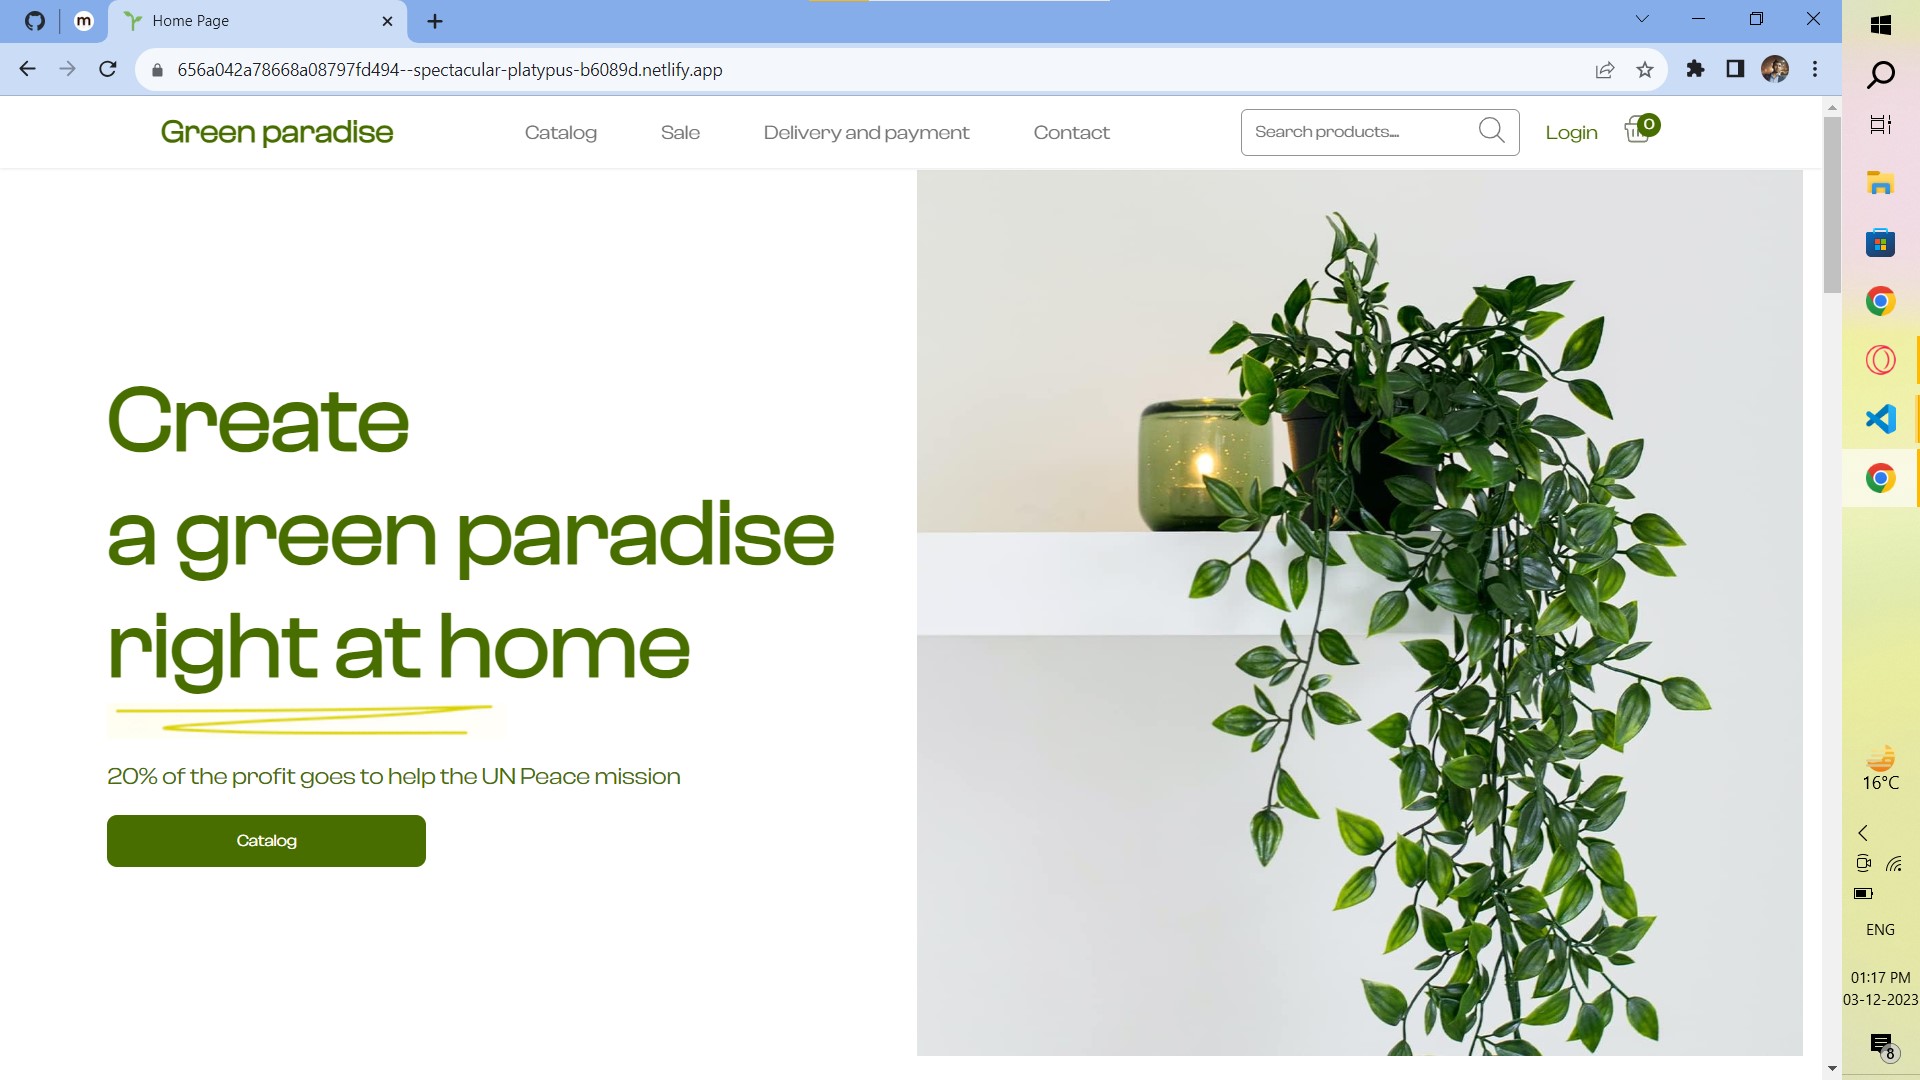 m
Home Page
656a042a78668a08797fd494--spectacular-platypus-b6089d.netlify.app
Green paradise
Catalog
Sale
Delivery and payment
Contact
Search products...
Login
0
Create
a green paradise
right at home
20% of the profit goes to help the UN Peace mission
Catalog
16°C
ENG
01:17 PM
03-12-2023
8